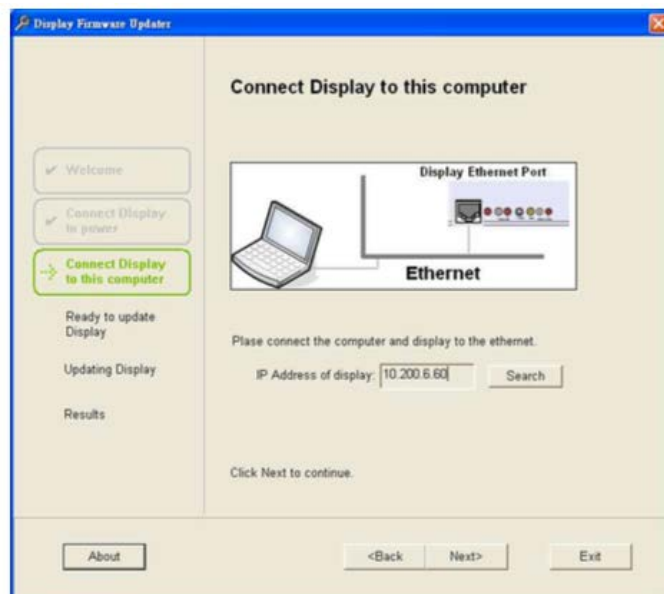 Display Firmware Updater
Connect Display to this computer
Welcome
Connect Display
to power
Connect Display
to this computer
Ready to update
Display
Updating Display
Results
Display Ethernet Port
Ethernet
Plase connect the computer and display to the ethernet.
IP Address of display: 10.200.6.60 Search
Click Next to continue.
About <Back Next> Exit